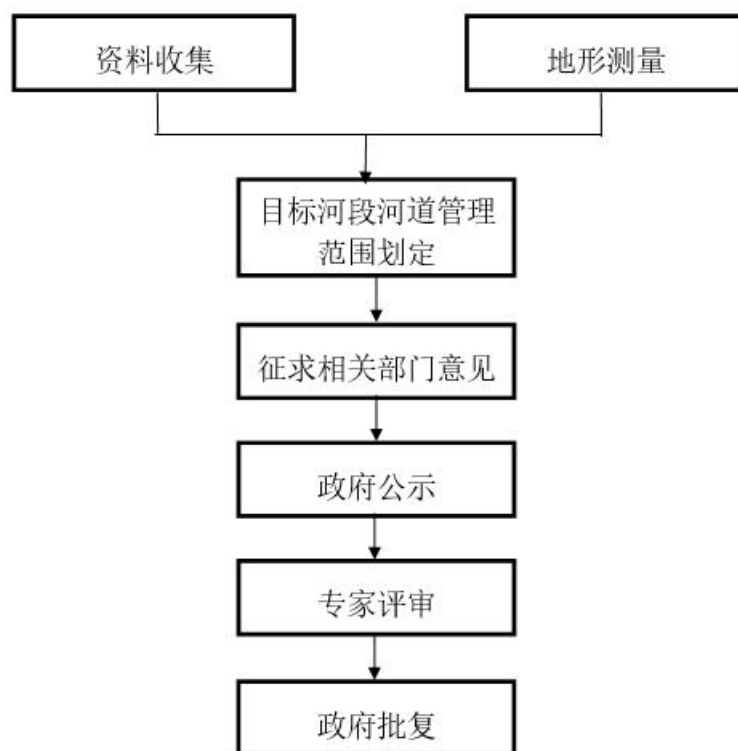 资料收集
地形测量
目标河段河道管理
范围划定
征求相关部门意见
政府公示
专家评审
政府批复